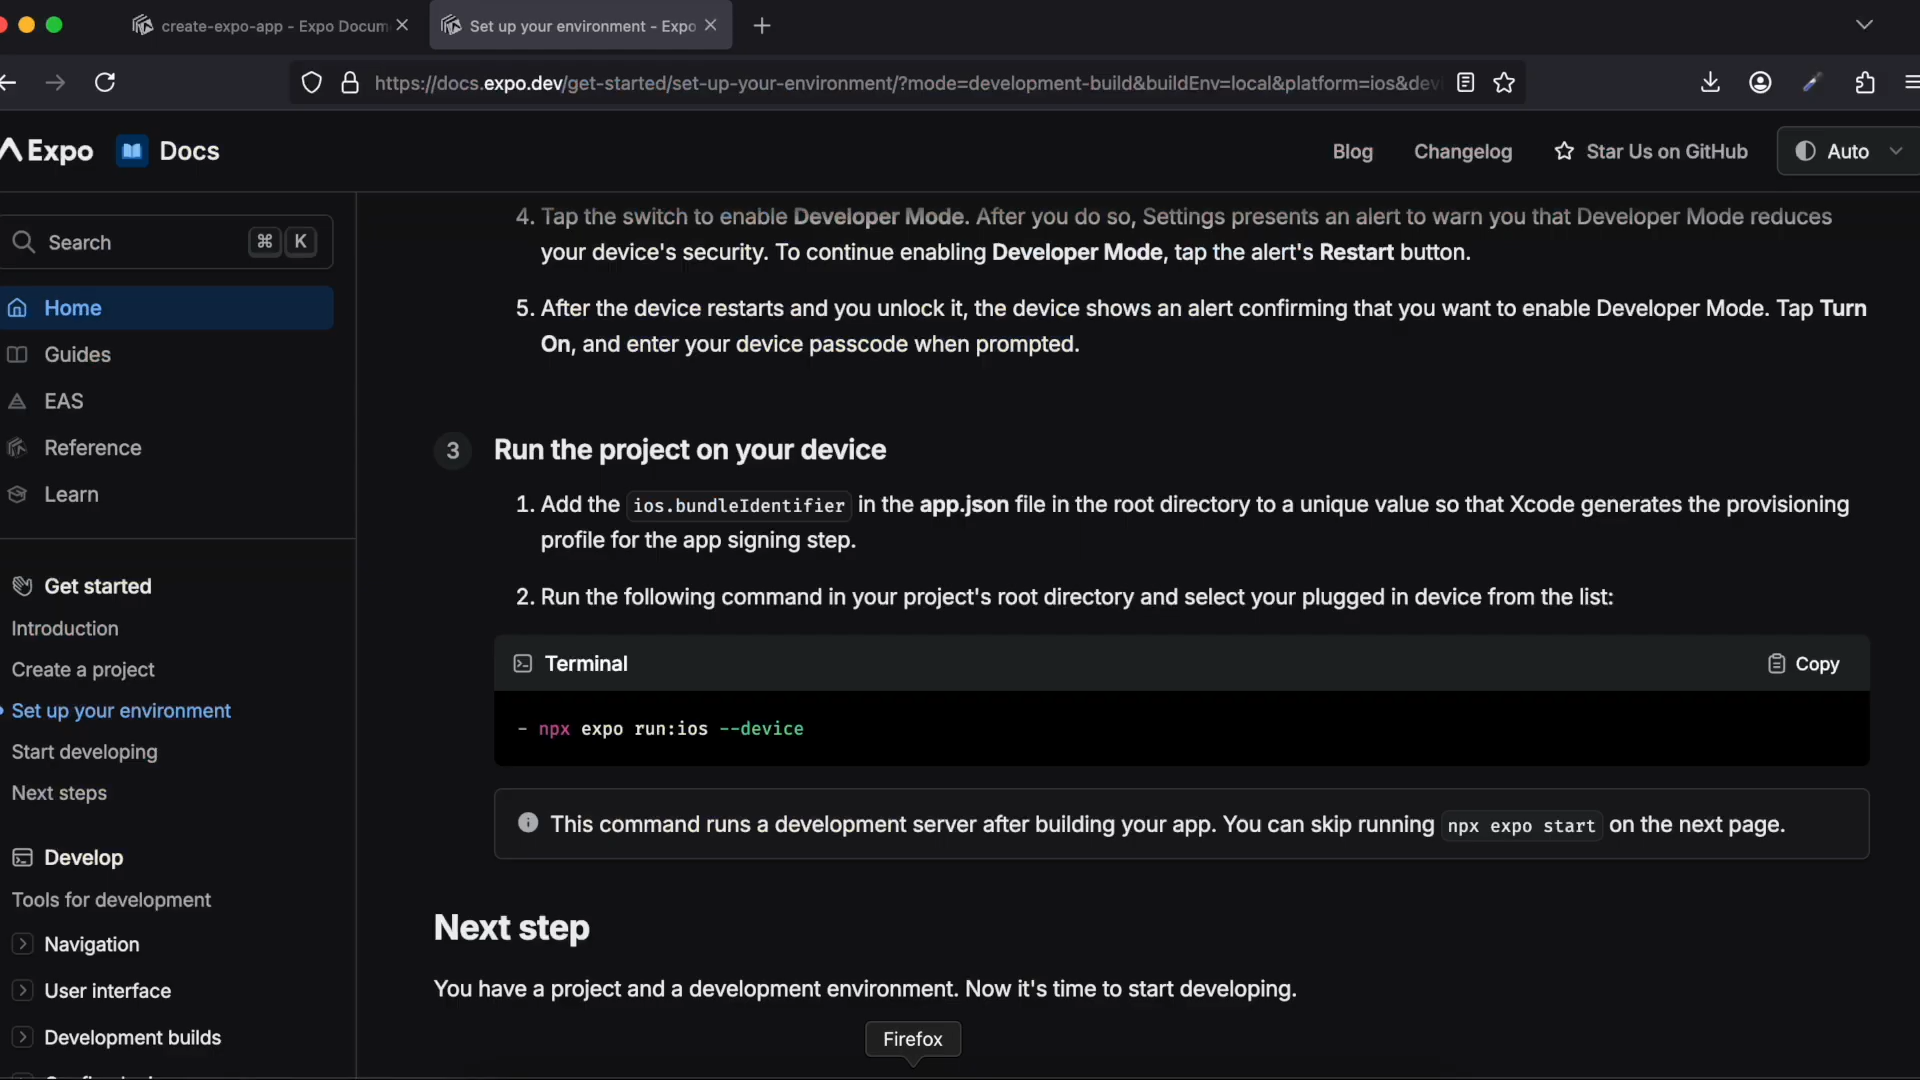 create-expo-app - Expo Docum
Set up your environment - Expo
https://docs.expo.dev/get-started/set-up-your-environment/?mode=development-build&buildEnv=local&platform=ios&dev
Expo
Docs
Blog
Changelog
Star Us on GitHub
Auto
Search ⌘ K
Home
Guides
EAS
Reference
Learn
Get started
Introduction
Create a project
Set up your environment
Start developing
Next steps
Develop
Tools for development
Navigation
User interface
Development builds
4. Tap the switch to enable Developer Mode. After you do so, Settings presents an alert to warn you that Developer Mode reduces
your device's security. To continue enabling Developer Mode, tap the alert's Restart button.
5. After the device restarts and you unlock it, the device shows an alert confirming that you want to enable Developer Mode. Tap Turn
On, and enter your device passcode when prompted.
3 Run the project on your device
1. Add the ios.bundleIdentifier in the app.json file in the root directory to a unique value so that Xcode generates the provisioning
profile for the app signing step.
2. Run the following command in your project's root directory and select your plugged in device from the list:
Terminal
Copy
- npx expo run:ios --device
This command runs a development server after building your app. You can skip running npx expo start on the next page.
Next step
You have a project and a development environment. Now it's time to start developing.
Firefox